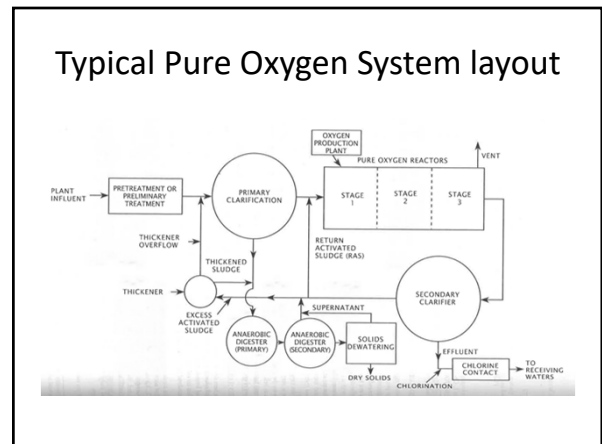 Typical Pure Oxygen System layout
OXYGEN
PRODUCTION
PLANT
PURE OXYGEN REACTORS
VENT
PLANT
INFLUENT
PRETREATMENT OR
PRELIMINARY
TREATMENT
PRIMARY
CLARIFICATION
STAGE
1
STAGE
2
STAGE
3
THICKENER
OVERFLOW
THICKENED
SLUDGE
RETURN
ACTIVATED
SLUDGE (RAS)
THICKENER
EXCESS
ACTIVATED
SLUDGE
SUPERNATANT
SECONDARY
CLARIFIER
ANAEROBIC
DIGESTER
(PRIMARY)
ANAEROBIC
DIGESTER
(SECONDARY)
SOLIDS
DEWATERING
DRY SOLIDS
EFFLUENT
CHLORINATION
CHLORINE
CONTACT
TO
RECEIVING
WATERS